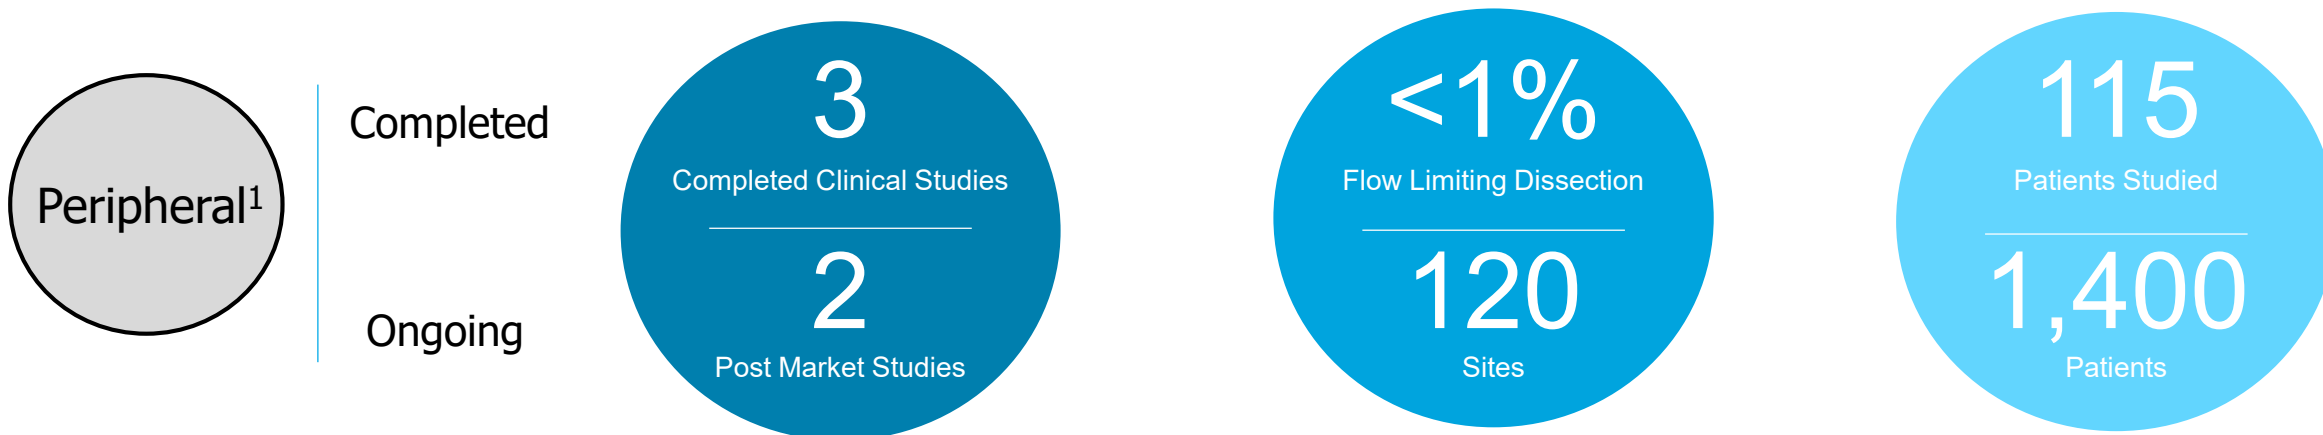 Peripheral1
Completed
Ongoing
3
Completed Clinical Studies
2
Post Market Studies
<1%
Flow Limiting Dissection
120
Sites
115
Patients Studied
1,400
Patients